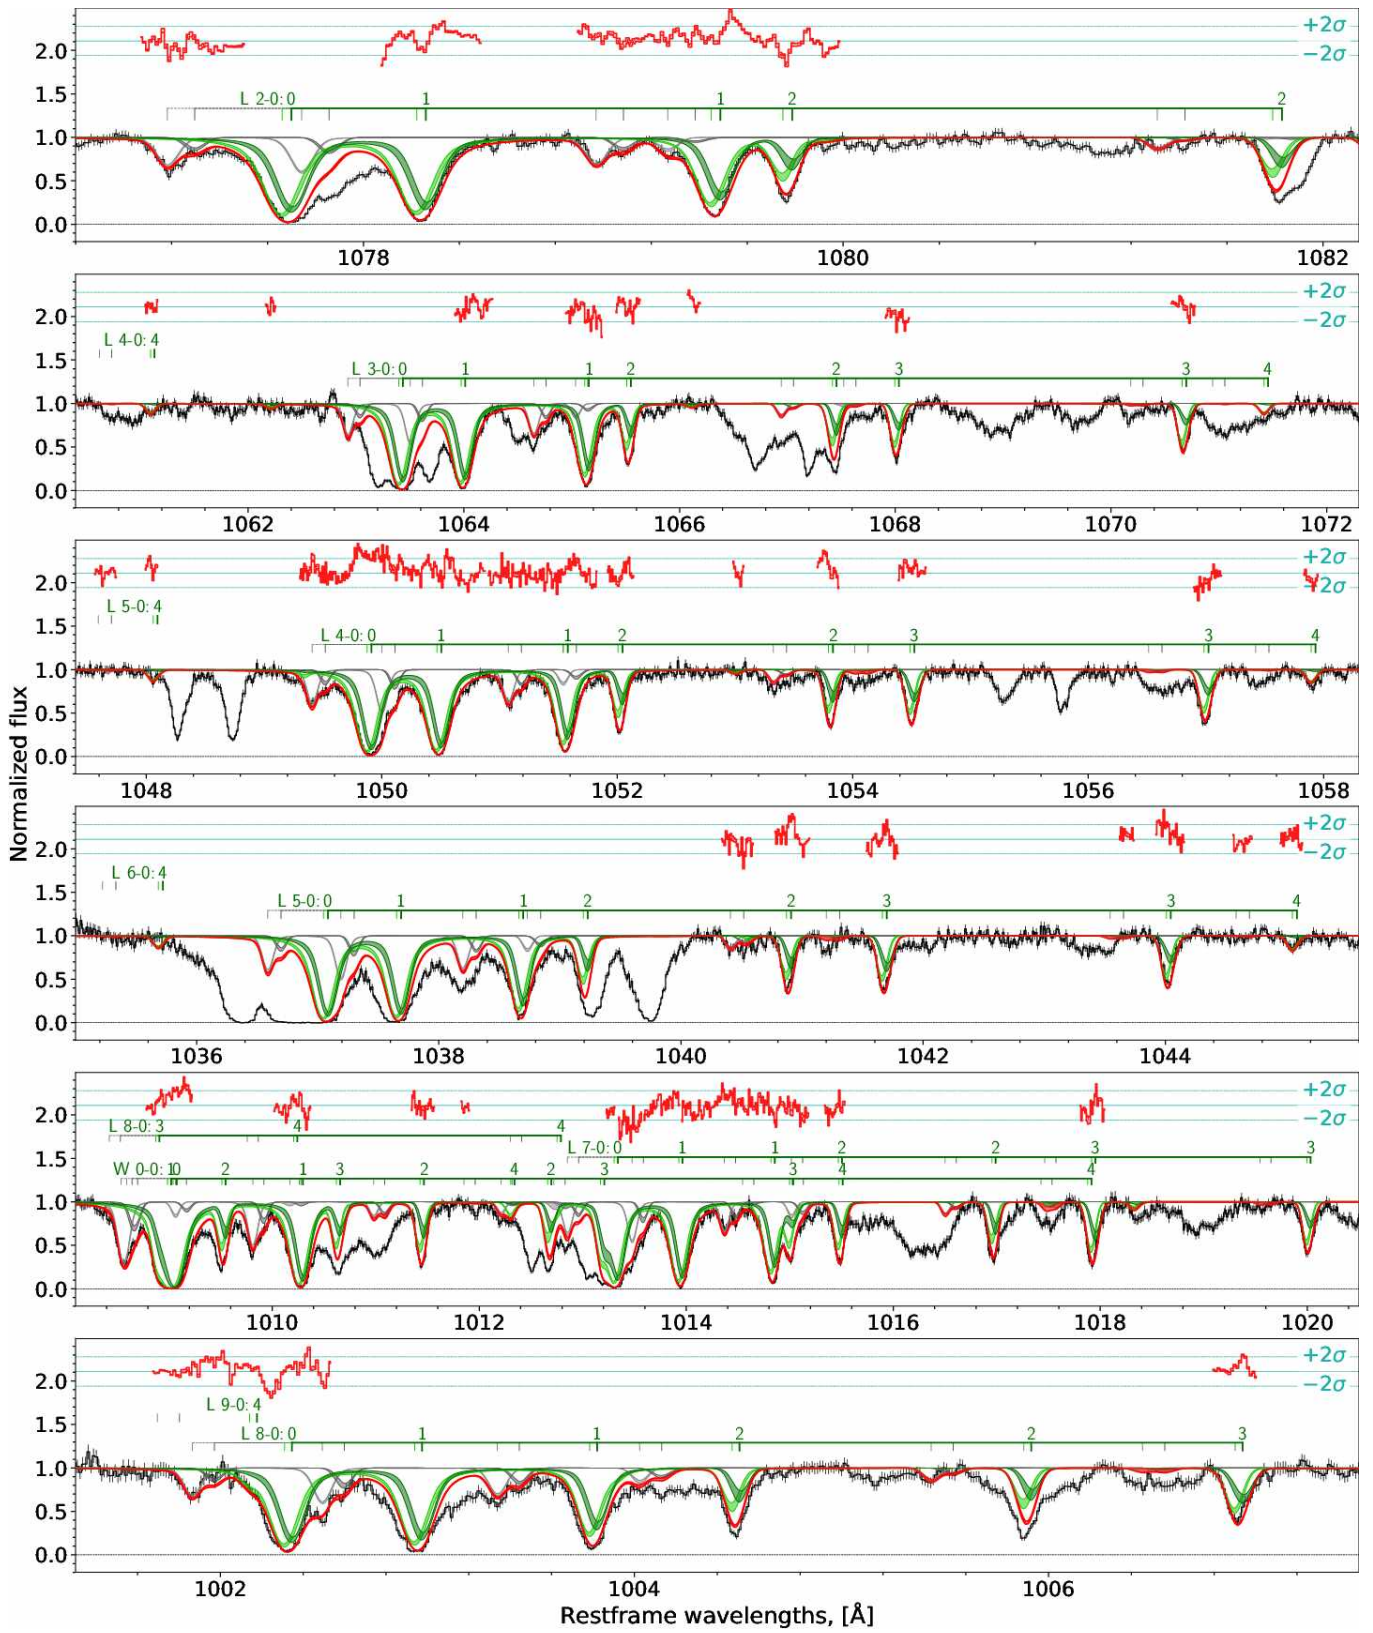 +2σ
2.0
−2σ
1.5
L 2-0: 0 1 1 2 2
1.0
0.5
0.0
1078 1080 1082
+2σ
2.0
−2σ
L 4-0: 4
1.5
L 3-0: 0 1 1 2 2 3 3 4
1.0
0.5
0.0
1062 1064 1066 1068 1070 1072
+2σ
2.0
−2σ
L 5-0: 4
1.5
L 4-0: 0 1 1 2 2 3 3 4
1.0
0.5
0.0
1048 1050 1052 1054 1056 1058
Normalized flux
+2σ
2.0
−2σ
L 6-0: 4
1.5
L 5-0: 0 1 1 2 2 3 3 4
1.0
0.5
0.0
1036 1038 1040 1042 1044
+2σ
2.0
−2σ
L 8-0: 3 4 4
L 7-0: 0 1 1 2 2 3 3
1.5
W 0-0: 1 0 2 1 3 2 4 2 3 3 4 4
1.0
0.5
0.0
1010 1012 1014 1016 1018 1020
+2σ
2.0
−2σ
L 9-0: 4
1.5
L 8-0: 0 1 1 2 2 3
1.0
0.5
0.0
1002 1004 1006
Restframe wavelengths, [Å]